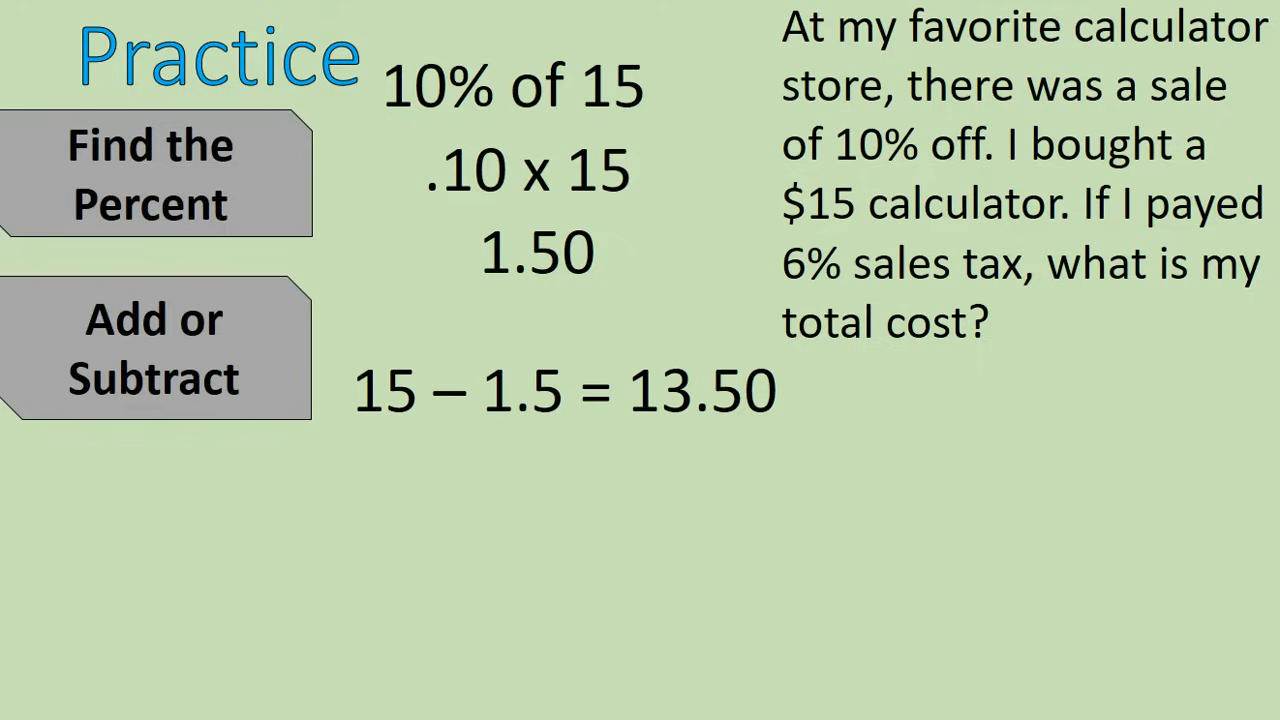 Practice
Find the
Percent
10% of 15
.10 x 15
1.50
Add or
Subtract
15 – 1.5 = 13.50
At my favorite calculator
store, there was a sale
of 10% off. I bought a
$15 calculator. If I payed
6% sales tax, what is my
total cost?